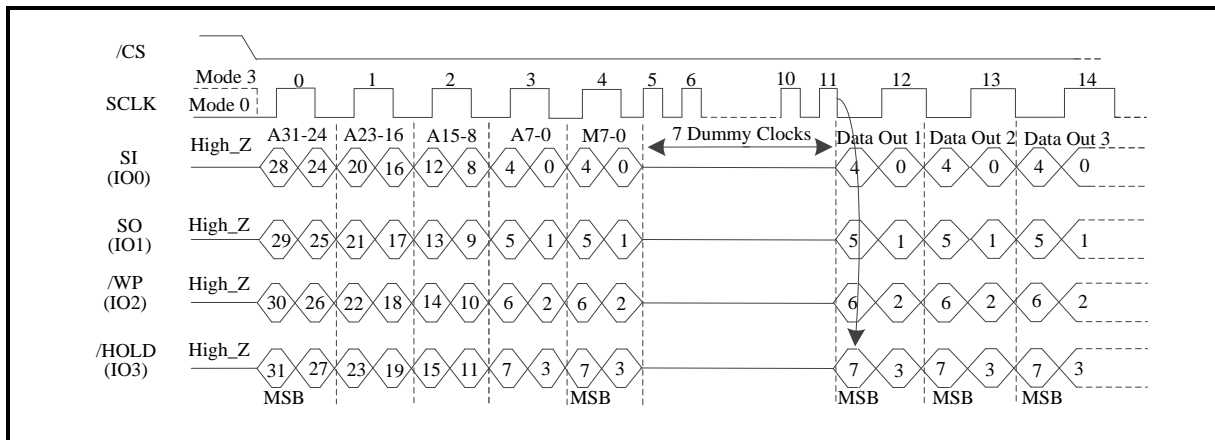 /CS
Mode 3 0 1 2 3 4 5 6 10 11 12 13 14
SCLK Mode 0
A31-24 A23-16 A15-8 A7-0 M7-0 7 Dummy Clocks Data Out 1 Data Out 2 Data Out 3
SI High_Z
(IO0)
28 24 20 16 12 8 4 0 4 0 4 0 4 0 4 0
SO High_Z
(IO1)
29 25 21 17 13 9 5 1 5 1 5 1 5 1 5 1
/WP High_Z
(IO2)
30 26 22 18 14 10 6 2 6 2 6 2 6 2 6 2
/HOLD High_Z
(IO3)
31 27 23 19 15 11 7 3 7 3 7 3 7 3 7 3
MSB MSB MSB MSB MSB